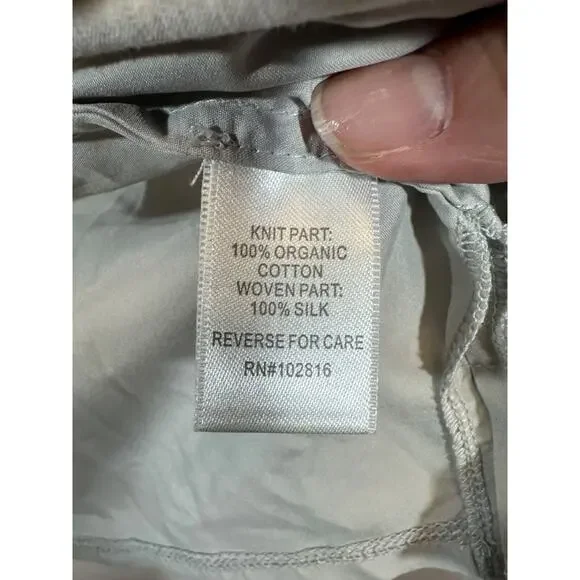 KNIT PART:
100% ORGANIC
COTTON
WOVEN PART:
100% SILK
REVERSE FOR CARE
RN#102816